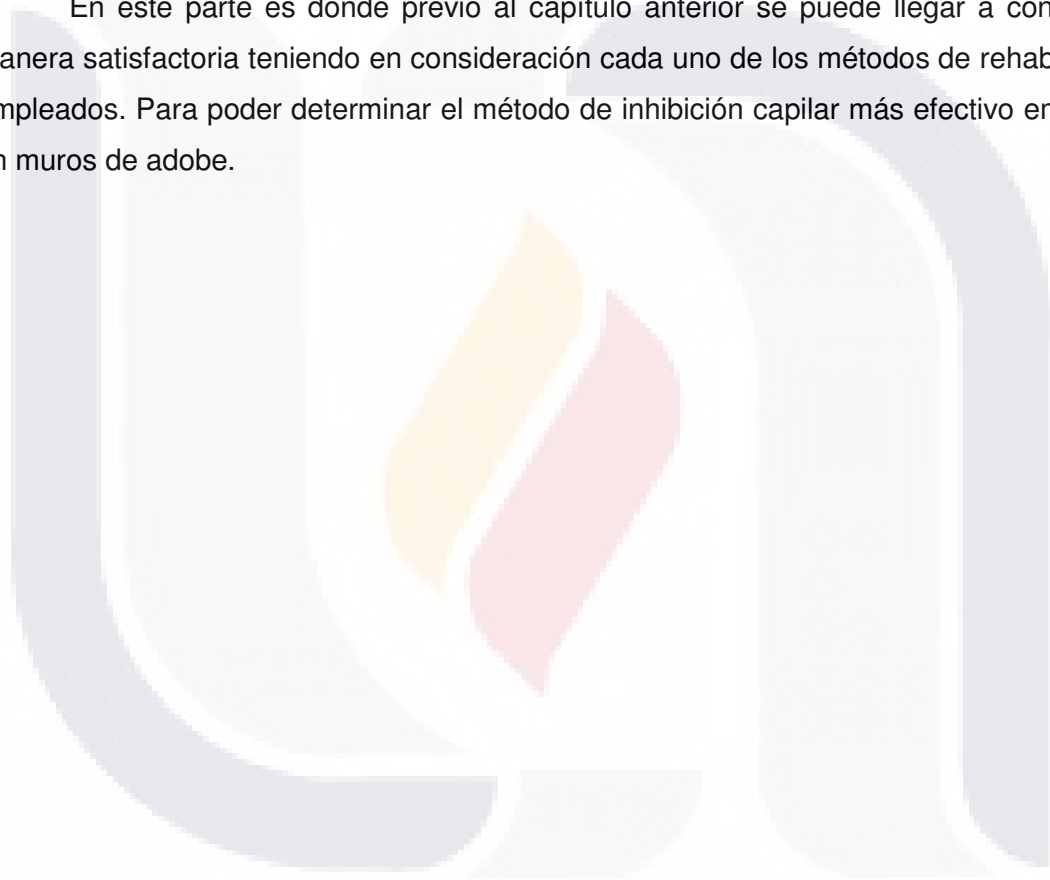 En este parte es donde previo al capítulo anterior se puede llegar a con
anera satisfactoria teniendo en consideración cada uno de los métodos de rehab
mpleados. Para poder determinar el método de inhibición capilar más efectivo en
n muros de adobe.